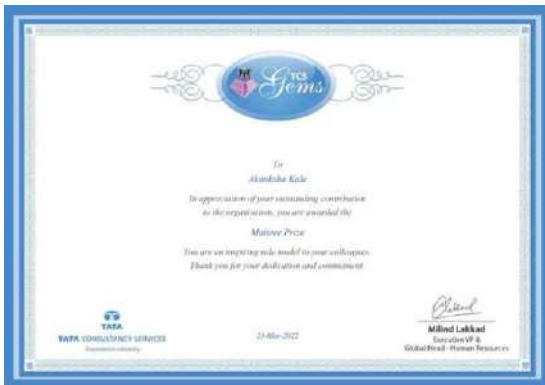 TCS
Gems
To
Akanksha Kale
In appreciation of your outstanding contribution
to the organisation, you are awarded the
Prize
You are an inspiring role model to your colleagues
Thank you for your dedication and commitment
TATA
TATA CONSULTANCY SERVICES
Experience certainty
23-Mar-2022
Milind Lakkad
Executive VP &
Global Head - Human Resources